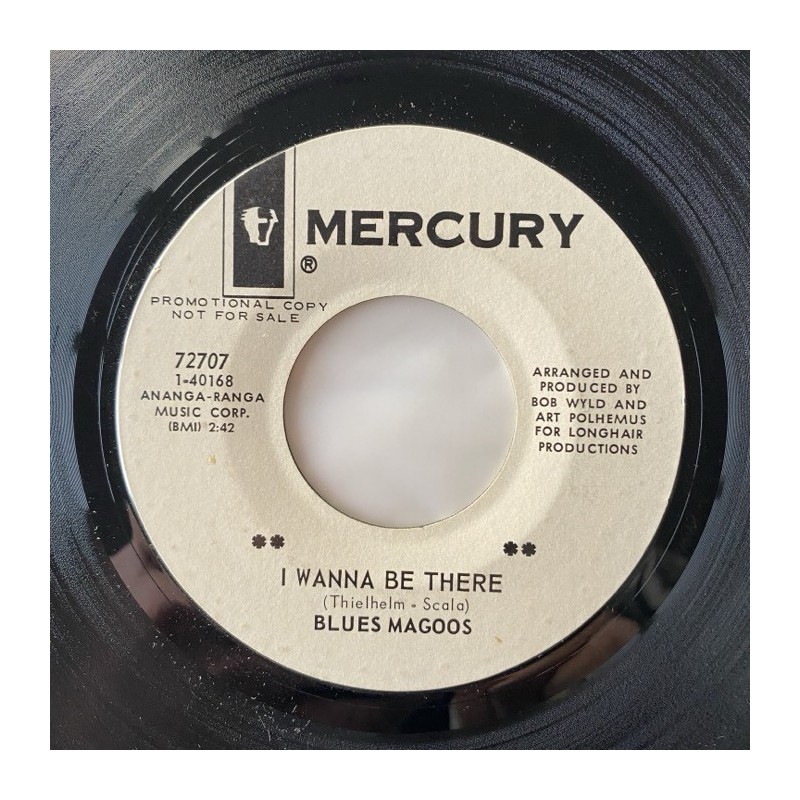 MERCURY
®
PROMOTIONAL COPY
NOT FOR SALE
72707
1-40168
ANANGA-RANGA
MUSIC CORP.
(BMI) 2:42
ARRANGED AND
PRODUCED BY
BOB WYLD AND
ART POLHEMUS
FOR LONGHAIR
PRODUCTIONS
** **
I WANNA BE THERE
(Thielhelm - Scala)
BLUES MAGOOS